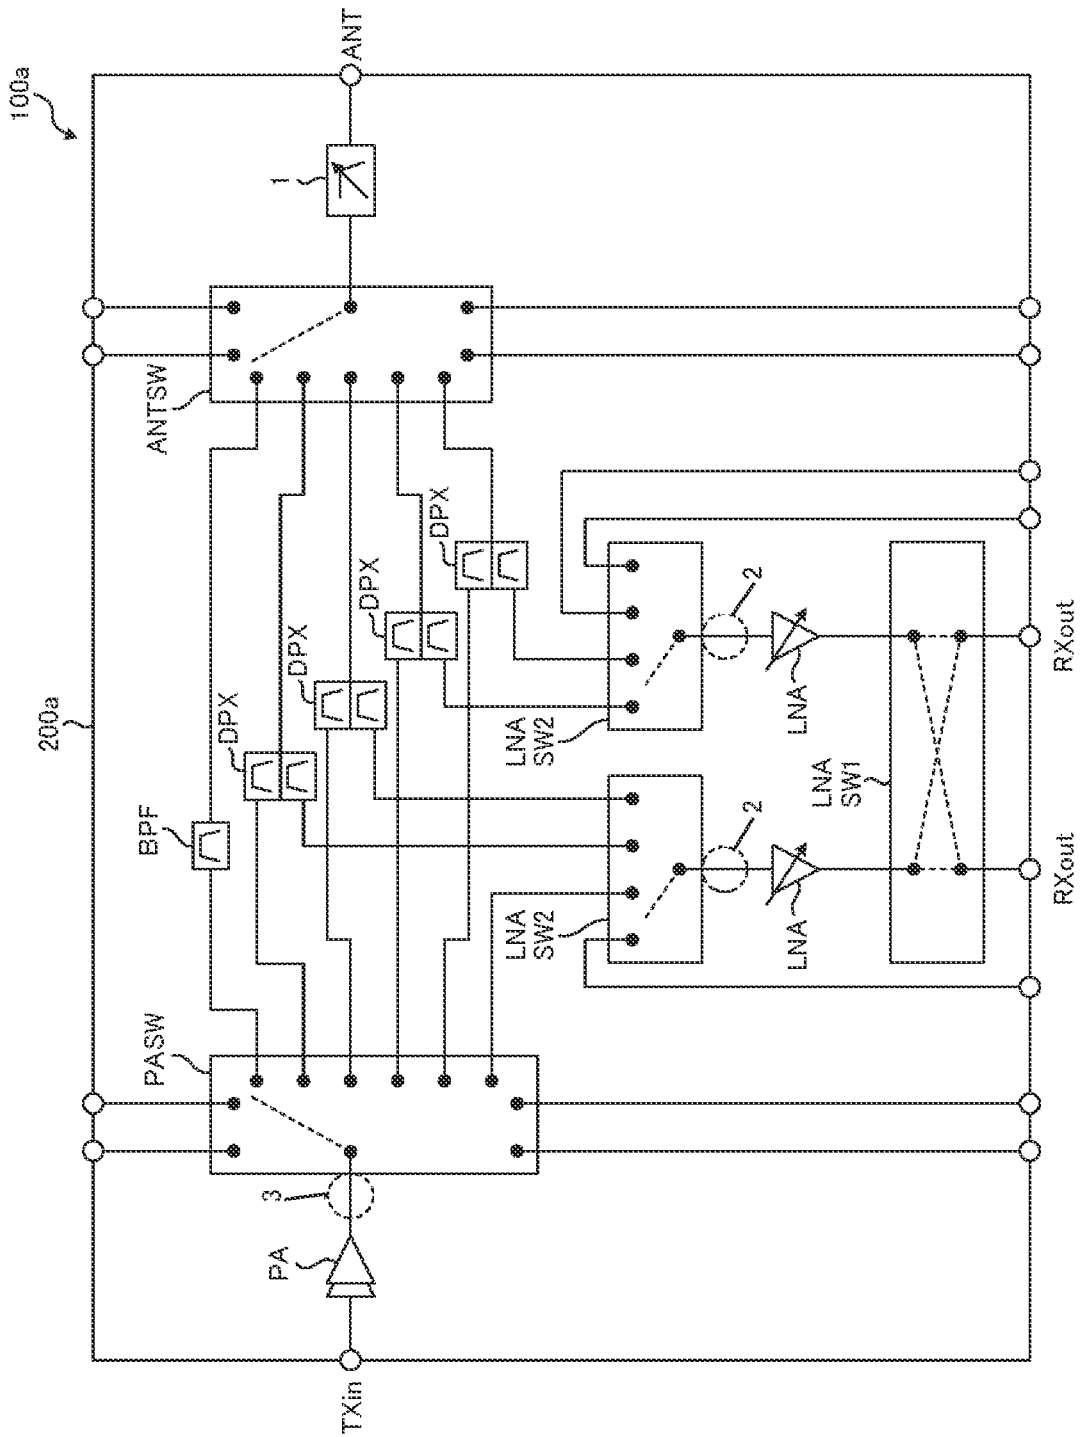 100a
200a
ANT
1
ANTSW
DPX
DPX
DPX
DPX
BPF
PASW
3
PA
TXin
LNA
SW2
2
LNA
LNA
SW2
2
LNA
LNA
SW1
RXout
RXout